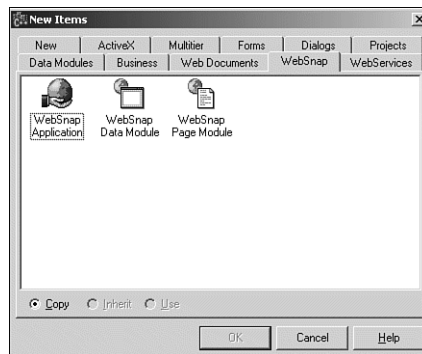 New Items
New ActiveX Multitier Forms Dialogs Projects
Data Modules Business Web Documents WebSnap WebServices
WebSnap WebSnap WebSnap
Application Data Module Page Module
Copy Inherit Use
OK Cancel Help